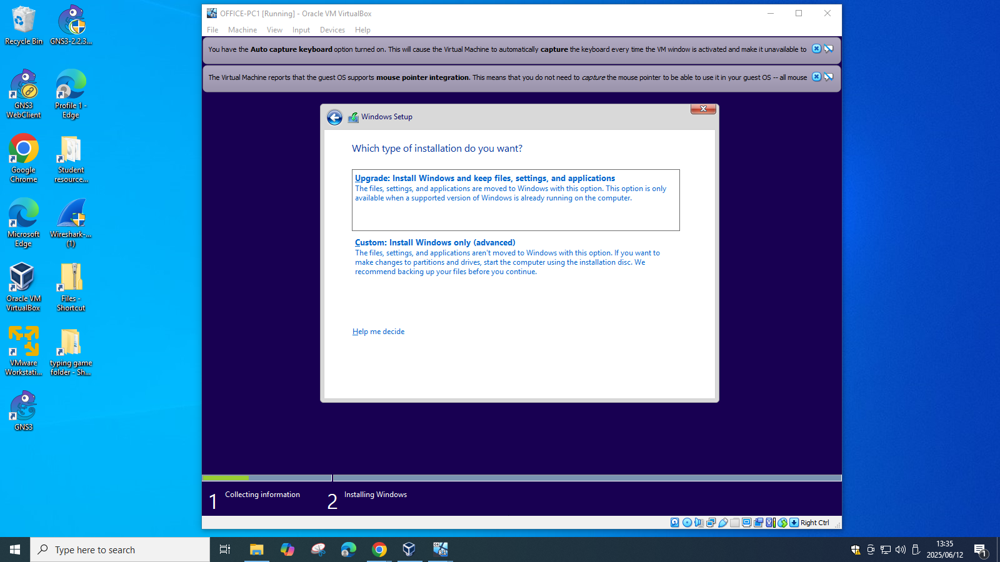 Recycle Bin
GNS3-2.2.3...
GNS3
WebClient
Profile 1 -
Edge
Google
Chrome
Student
resource...
Microsoft
Edge
Wireshark-...
(1)
Oracle VM
VirtualBox
Files -
Shortcut
VMware
Workstati...
typing game
folder - Sh...
GNS3
OFFICE-PC1 [Running] - Oracle VM VirtualBox
File Machine View Input Devices Help
You have the Auto capture keyboard option turned on. This will cause the Virtual Machine to automatically capture the keyboard every time the VM window is activated and make it unavailable to
The Virtual Machine reports that the guest OS supports mouse pointer integration. This means that you do not need to capture the mouse pointer to be able to use it in your guest OS -- all mouse
Windows Setup
Which type of installation do you want?
Upgrade: Install Windows and keep files, settings, and applications
The files, settings, and applications are moved to Windows with this option. This option is only
available when a supported version of Windows is already running on the computer.
Custom: Install Windows only (advanced)
The files, settings, and applications aren't moved to Windows with this option. If you want to
make changes to partitions and drives, start the computer using the installation disc. We
recommend backing up your files before you continue.
Help me decide
1 Collecting information
2 Installing Windows
Right Ctrl
Type here to search
13:35
2025/06/12
1